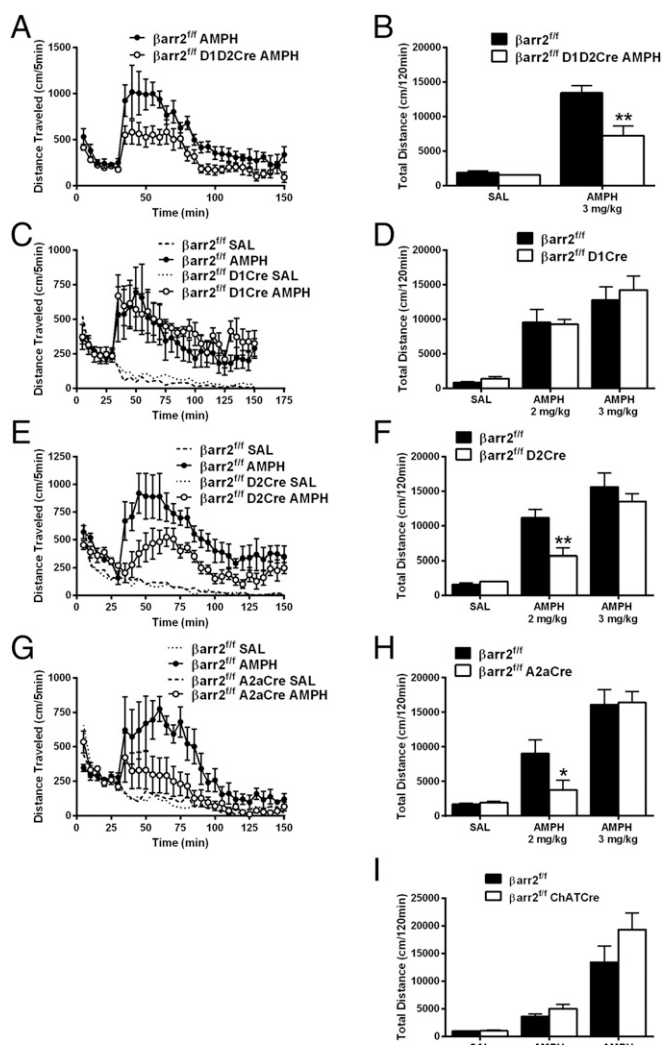 A
βarr2f/f AMPH
βarr2f/f D1D2Cre AMPH
Distance Traveled (cm/5min)
1500
1000
500
0
0 50 100 150
Time (min)
B
βarr2f/f
βarr2f/f D1D2Cre AMPH
Total Distance (cm/120min)
20000
15000
10000
5000
0
**
SAL AMPH
3 mg/kg
C
βarr2f/f SAL
βarr2f/f AMPH
βarr2f/f D1Cre SAL
βarr2f/f D1Cre AMPH
Distance Traveled (cm/5min)
1000
750
500
250
0
0 25 50 75 100 125 150 175
Time (min)
D
βarr2f/f
βarr2f/f D1Cre
Total Distance (cm/120min)
20000
15000
10000
5000
0
SAL AMPH AMPH
2 mg/kg 3 mg/kg
E
βarr2f/f SAL
βarr2f/f AMPH
βarr2f/f D2Cre SAL
βarr2f/f D2Cre AMPH
Distance Traveled (cm/5min)
1250
1000
750
500
250
0
0 25 50 75 100 125 150
Time (min)
F
βarr2f/f
βarr2f/f D2Cre
Total Distance (cm/120min)
20000
15000
10000
5000
0
**
SAL AMPH AMPH
2 mg/kg 3 mg/kg
G
βarr2f/f SAL
βarr2f/f AMPH
βarr2f/f A2aCre SAL
βarr2f/f A2aCre AMPH
Distance Traveled (cm/5min)
1000
750
500
250
0
0 25 50 75 100 125 150
Time (min)
H
βarr2f/f
βarr2f/f A2aCre
Total Distance (cm/120min)
20000
15000
10000
5000
0
*
SAL AMPH AMPH
2 mg/kg 3 mg/kg
I
βarr2f/f
βarr2f/f ChATCre
Total Distance (cm/120min)
25000
20000
15000
10000
5000
0
SAL AMPH AMPH